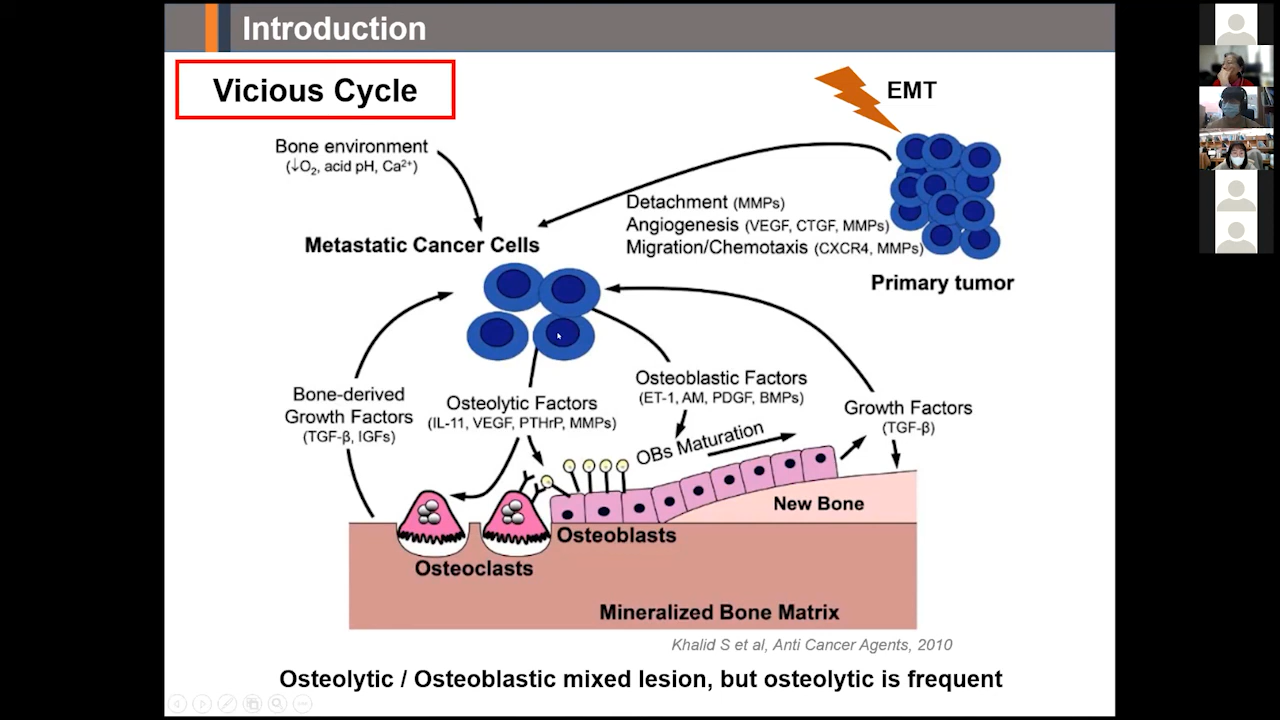 Introduction
Vicious Cycle
EMT
Bone environment
(↓O₂, acid pH, Ca²⁺)
Detachment (MMPs)
Angiogenesis (VEGF, CTGF, MMPs)
Migration/Chemotaxis (CXCR4, MMPs)
Metastatic Cancer Cells
Primary tumor
Bone-derived
Growth Factors
(TGF-β, IGFs)
Osteolytic Factors
(IL-11, VEGF, PTHrP, MMPs)
Osteoblastic Factors
(ET-1, AM, PDGF, BMPs)
Growth Factors
(TGF-β)
OBs Maturation
New Bone
Osteoblasts
Osteoclasts
Mineralized Bone Matrix
Khalid S et al, Anti Cancer Agents, 2010
Osteolytic / Osteoblastic mixed lesion, but osteolytic is frequent